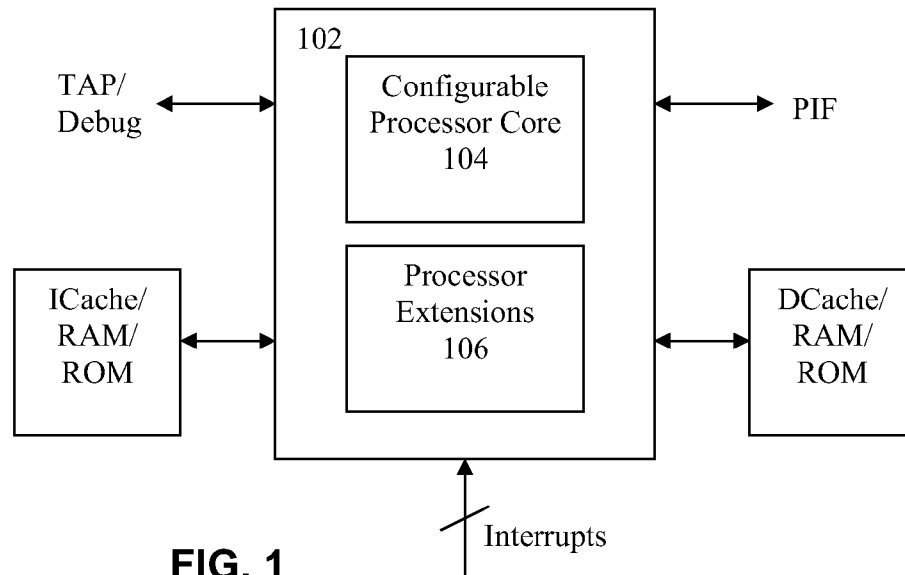 102
Configurable
Processor Core
104
TAP/
Debug
PIF
Processor
Extensions
106
ICache/
RAM/
ROM
DCache/
RAM/
ROM
Interrupts
FIG. 1